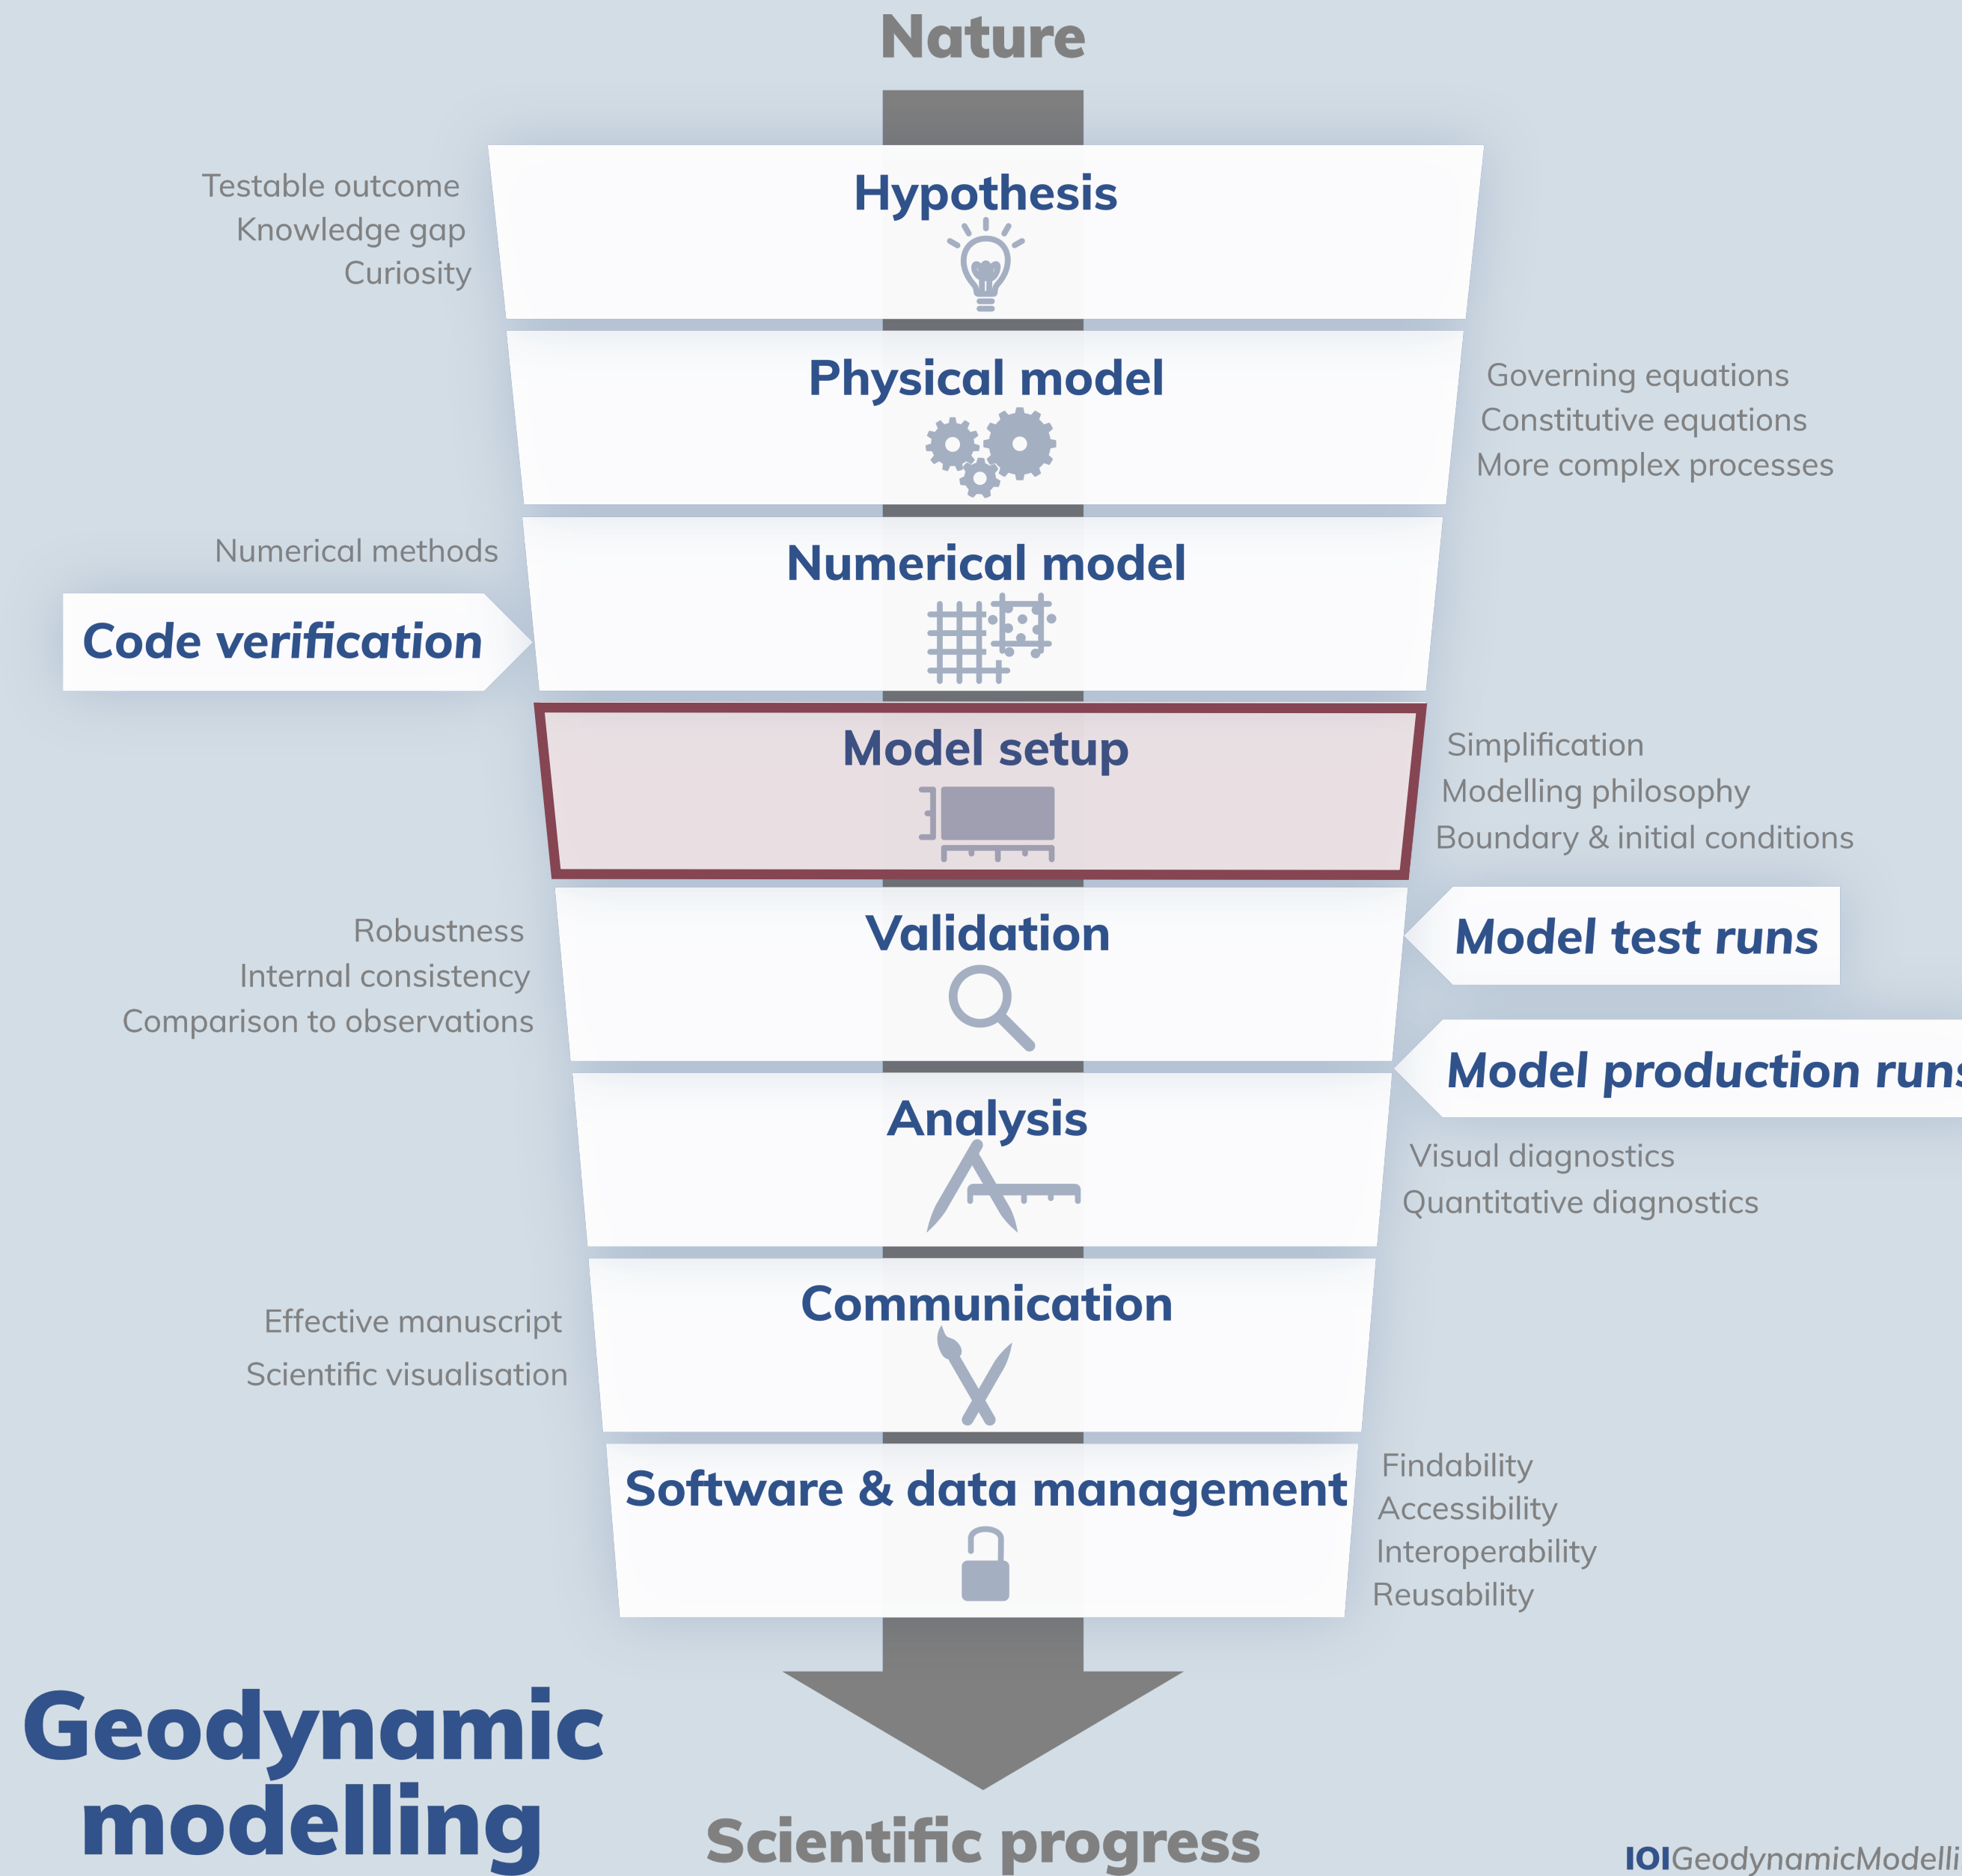 Nature
Hypothesis
Testable outcome
Knowledge gap
Curiosity
Physical model
Governing equations
Constitutive equations
More complex processes
Numerical model
Numerical methods
Code verification
Model setup
Simplification
Modelling philosophy
Boundary & initial conditions
Validation
Robustness
Internal consistency
Comparison to observations
Model test runs
Model production runs
Analysis
Visual diagnostics
Quantitative diagnostics
Communication
Effective manuscript
Scientific visualisation
Software & data management
Findability
Accessibility
Interoperability
Reusability
Geodynamic
modelling
Scientific progress
IOIGeodynamicModelli